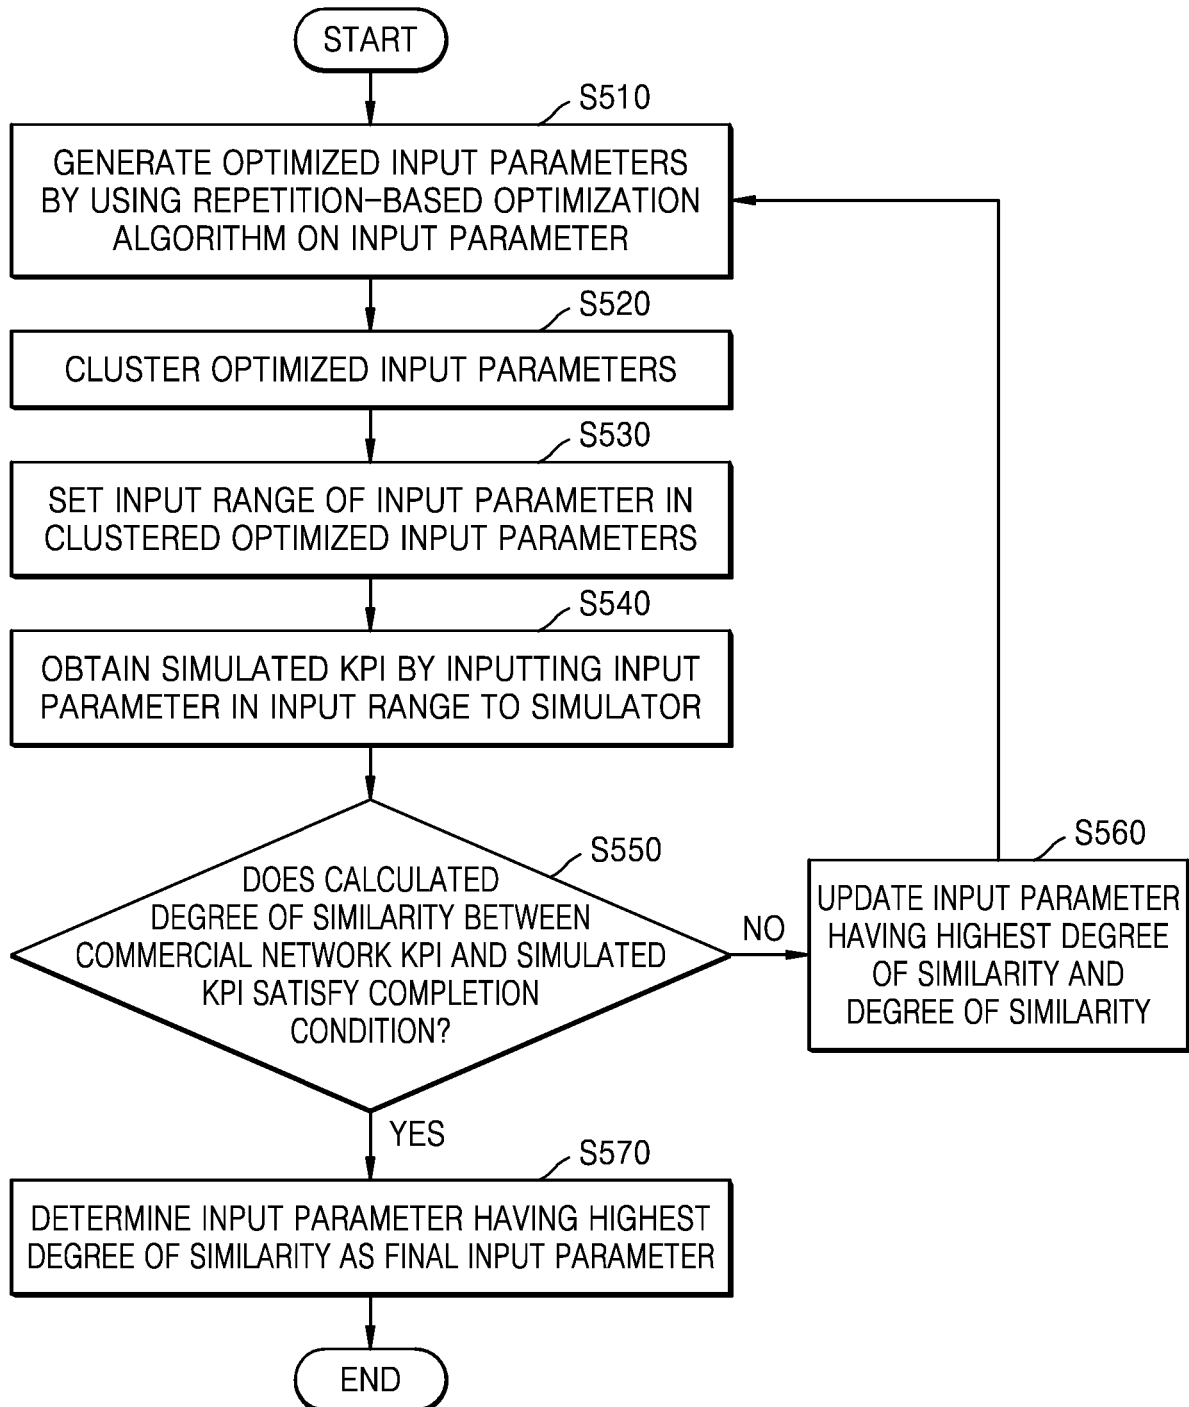 START
S510
GENERATE OPTIMIZED INPUT PARAMETERS
BY USING REPETITION-BASED OPTIMIZATION
ALGORITHM ON INPUT PARAMETER
S520
CLUSTER OPTIMIZED INPUT PARAMETERS
S530
SET INPUT RANGE OF INPUT PARAMETER IN
CLUSTERED OPTIMIZED INPUT PARAMETERS
S540
OBTAIN SIMULATED KPI BY INPUTTING INPUT
PARAMETER IN INPUT RANGE TO SIMULATOR
S550
DOES CALCULATED
DEGREE OF SIMILARITY BETWEEN
COMMERCIAL NETWORK KPI AND SIMULATED
KPI SATISFY COMPLETION
CONDITION?
NO
S560
UPDATE INPUT PARAMETER
HAVING HIGHEST DEGREE
OF SIMILARITY AND
DEGREE OF SIMILARITY
YES
S570
DETERMINE INPUT PARAMETER HAVING HIGHEST
DEGREE OF SIMILARITY AS FINAL INPUT PARAMETER
END